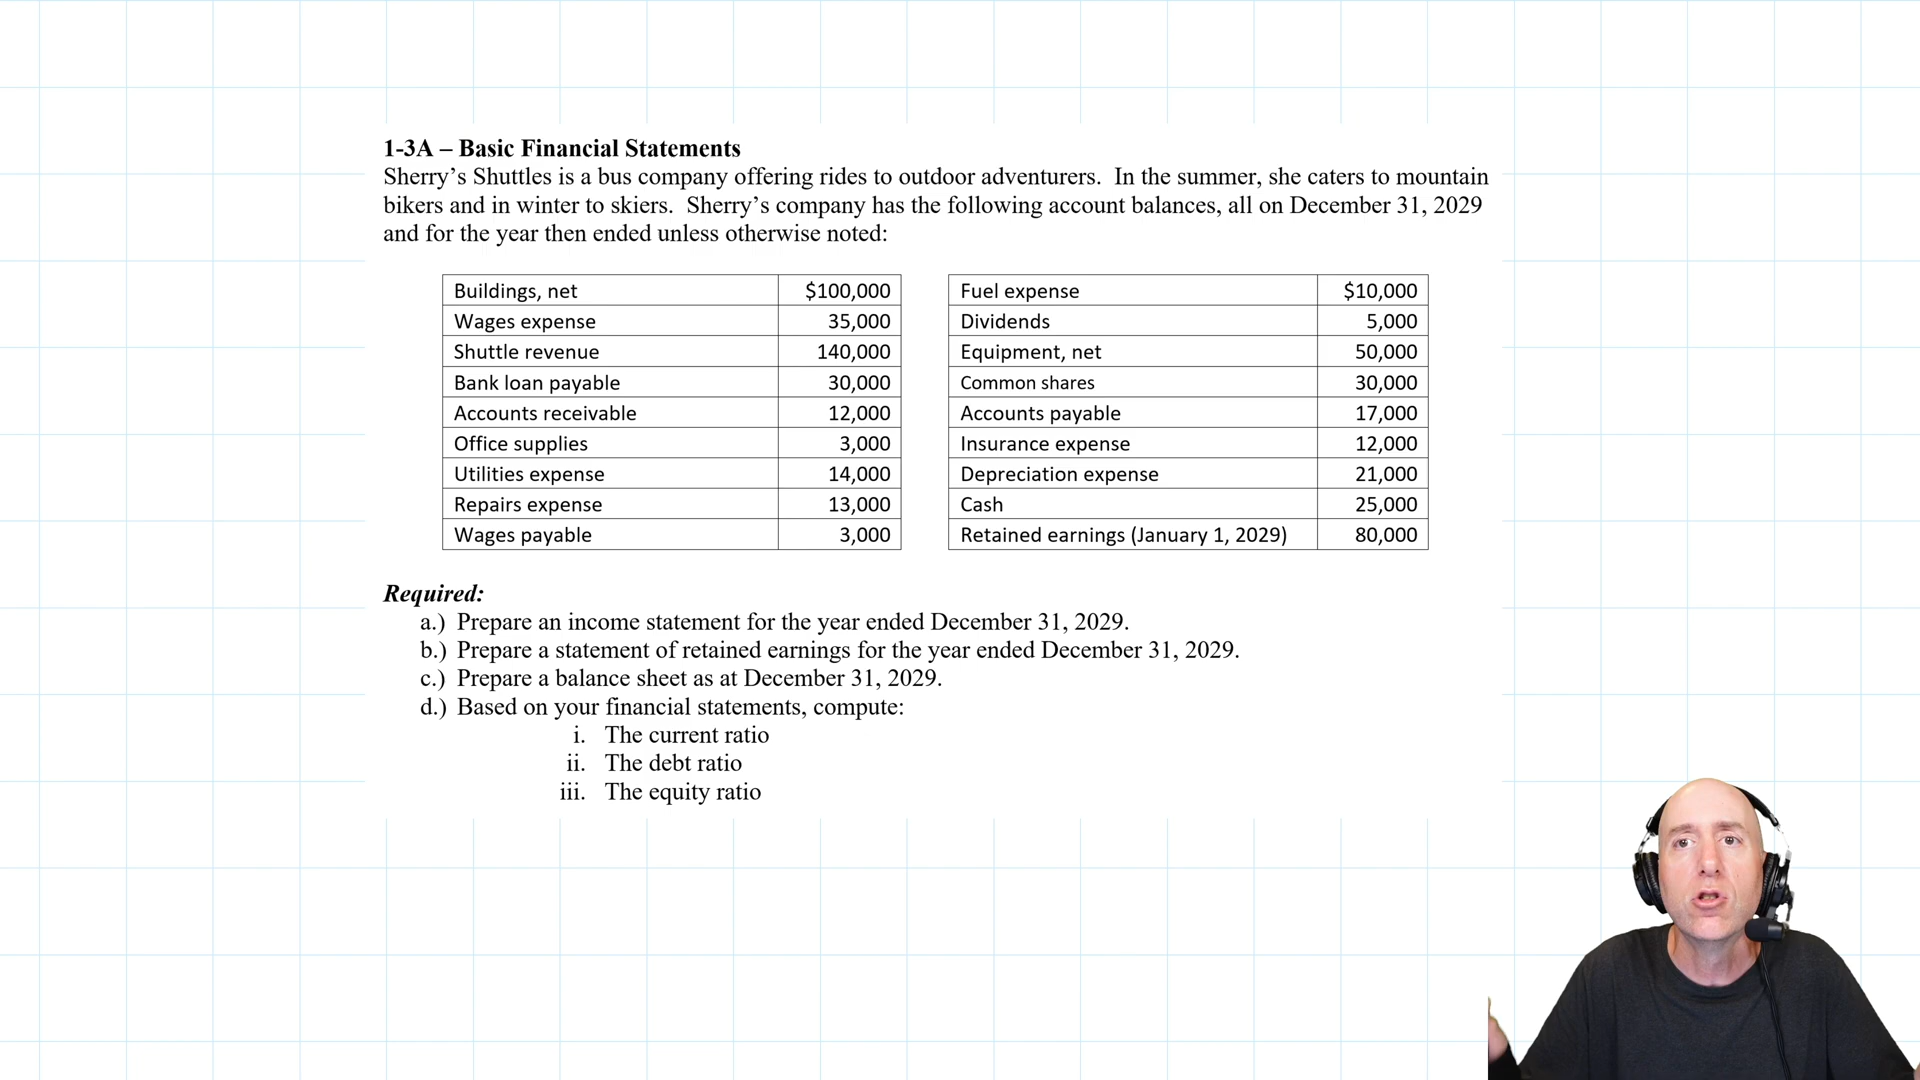 1-3A – Basic Financial Statements
Sherry’s Shuttles is a bus company offering rides to outdoor adventurers.  In the summer, she caters to mountain
bikers and in winter to skiers.  Sherry’s company has the following account balances, all on December 31, 2029
and for the year then ended unless otherwise noted:
Buildings, net $100,000
Wages expense 35,000
Shuttle revenue 140,000
Bank loan payable 30,000
Accounts receivable 12,000
Office supplies 3,000
Utilities expense 14,000
Repairs expense 13,000
Wages payable 3,000
Fuel expense $10,000
Dividends 5,000
Equipment, net 50,000
Common shares 30,000
Accounts payable 17,000
Insurance expense 12,000
Depreciation expense 21,000
Cash 25,000
Retained earnings (January 1, 2029) 80,000
Required:
a.) Prepare an income statement for the year ended December 31, 2029.
b.) Prepare a statement of retained earnings for the year ended December 31, 2029.
c.) Prepare a balance sheet as at December 31, 2029.
d.) Based on your financial statements, compute:
i. The current ratio
ii. The debt ratio
iii. The equity ratio